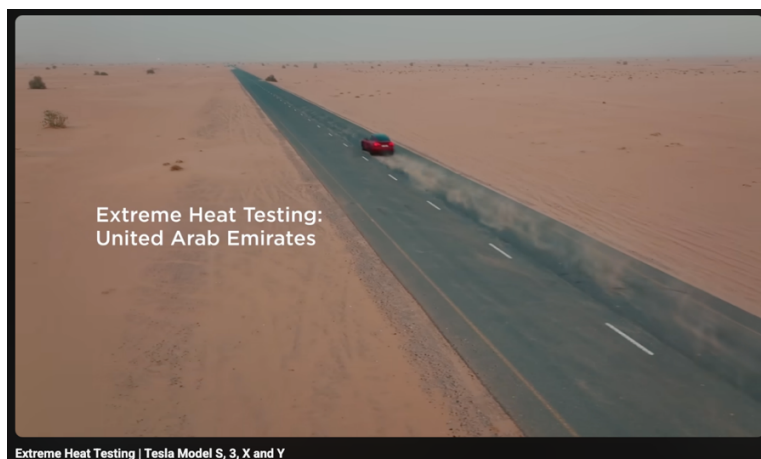 Extreme Heat Testing:
United Arab Emirates
Extreme Heat Testing | Tesla Model S, 3, X and Y